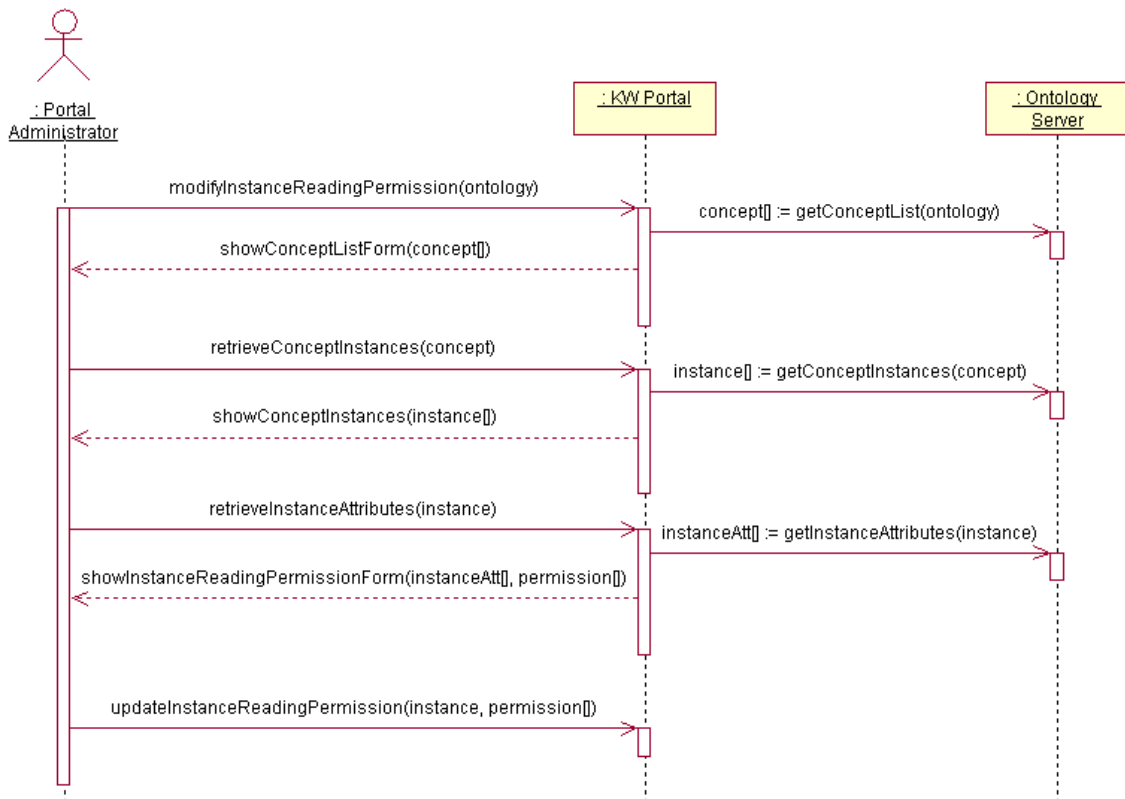 : Portal
Administrator
: KW Portal
: Ontology
Server
modifyInstanceReadingPermission(ontology)
concept[] := getConceptList(ontology)
showConceptListForm(concept[])
retrieveConceptInstances(concept)
instance[] := getConceptInstances(concept)
showConceptInstances(instance[])
retrieveInstanceAttributes(instance)
instanceAtt[] := getInstanceAttributes(instance)
showInstanceReadingPermissionForm(instanceAtt[], permission[])
updateInstanceReadingPermission(instance, permission[])